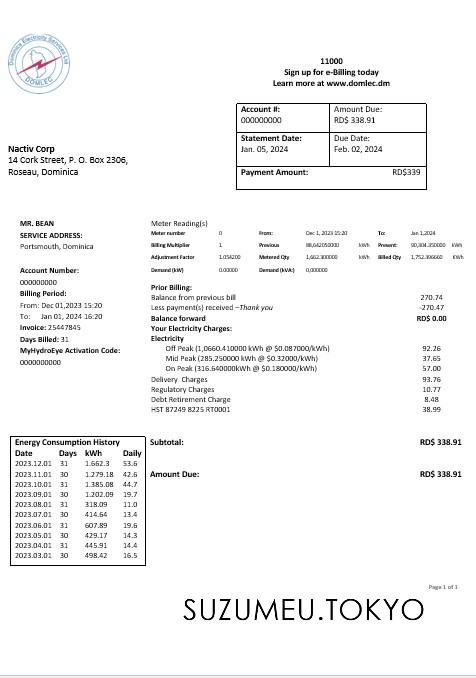 Dominica Electricity Services Ltd
DOMLEC
11000
Sign up for e-Billing today
Learn more at www.domlec.dm
Account #:
000000000
Amount Due:
RD$ 338.91
Statement Date:
Jan. 05, 2024
Due Date:
Feb. 02, 2024
Payment Amount: RD$339
Nactiv Corp
14 Cork Street, P. O. Box 2306,
Roseau, Dominica
MR. BEAN
SERVICE ADDRESS:
Portsmouth, Dominica
Account Number:
00000000
Billing Period:
From: Dec 01,2023 15:20
To: Jan 01,2024 16:20
Invoice: 25447845
Days Billed: 31
MyHydroEye Activation Code:
0000000000
Meter Reading(s)
Meter number 0 From: Dec 1,2023 15:20 To: Jan 1,2024
Billing Multiplier 1 Previous 88,642050000 kWh Present: 90,304.350000 kWh
Adjustment Factor 1.054200 Metered Qty 1,662.300000 kWh Billed Qty 1,752.396660 KWh
Demand (kW) 0.00000 Demand (kVA) 0,000000
Prior Billing:
Balance from previous bill 270.74
Less payment(s) received –Thank you -270.47
Balance forward RD$ 0.00
Your Electricity Charges:
Electricity
Off Peak (1,0660.410000 kWh @ $0.087000/kWh) 92.26
Mid Peak (285.250000 kWh @ $0.32000/kWh) 37.65
On Peak (316.640000kWh @ $0.180000/kWh) 57.00
Delivery Charges 93.76
Regulatory Charges 10.77
Debt Retirement Charge 8.48
HST 87249 8225 RT0001 38.99
Energy Consumption History
Date Days kWh Daily
2023.12.01 31 1.662.3 53.6
2023.11.01 30 1.279.18 42.6
2023.10.01 31 1.385.08 44.7
2023.09.01 30 1.202.09 19.7
2023.08.01 31 318.09 11.0
2023.07.01 30 414.64 13.4
2023.06.01 31 607.89 19.6
2023.05.01 30 429.17 14.3
2023.04.01 31 445.91 14.4
2023.03.01 30 498.42 16.5
Subtotal: RD$ 338.91
Amount Due: RD$ 338.91
Page 1 of 1
SUZUMEU.TOKYO